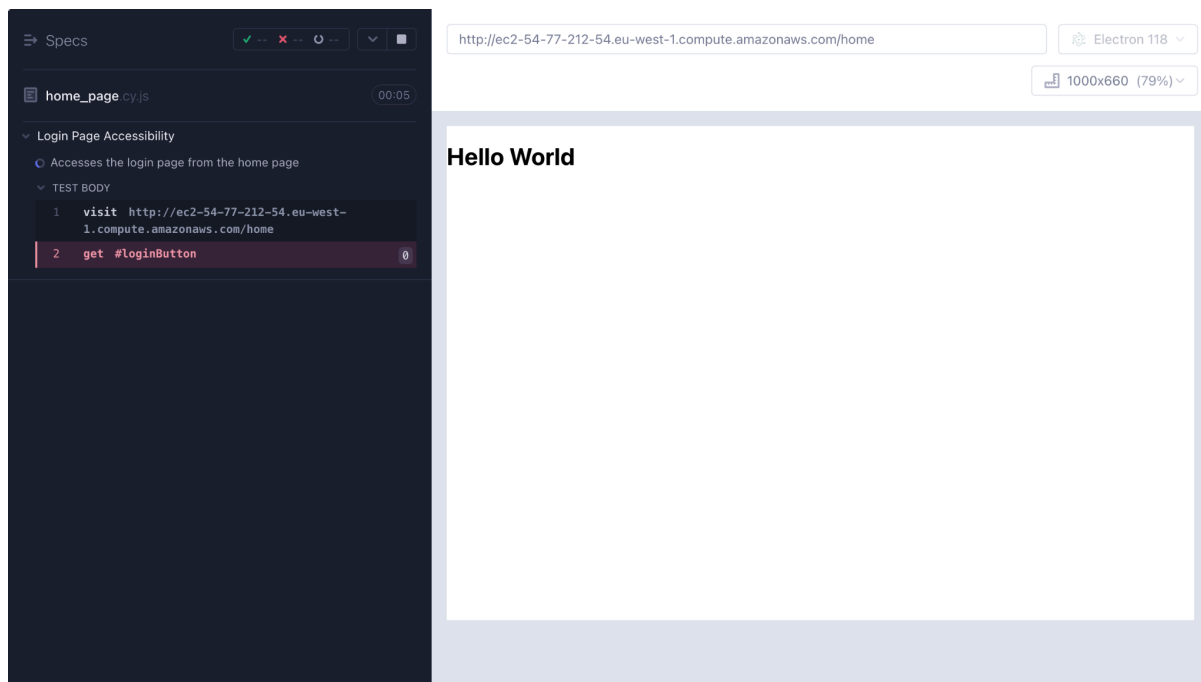 Specs
-- -- --
home_page.cy.js 00:05
Login Page Accessibility
Accesses the login page from the home page
TEST BODY
1 visit http://ec2-54-77-212-54.eu-west-
1.compute.amazonaws.com/home
2 get #loginButton 0
http://ec2-54-77-212-54.eu-west-1.compute.amazonaws.com/home
Electron 118
1000x660 (79%)
Hello World